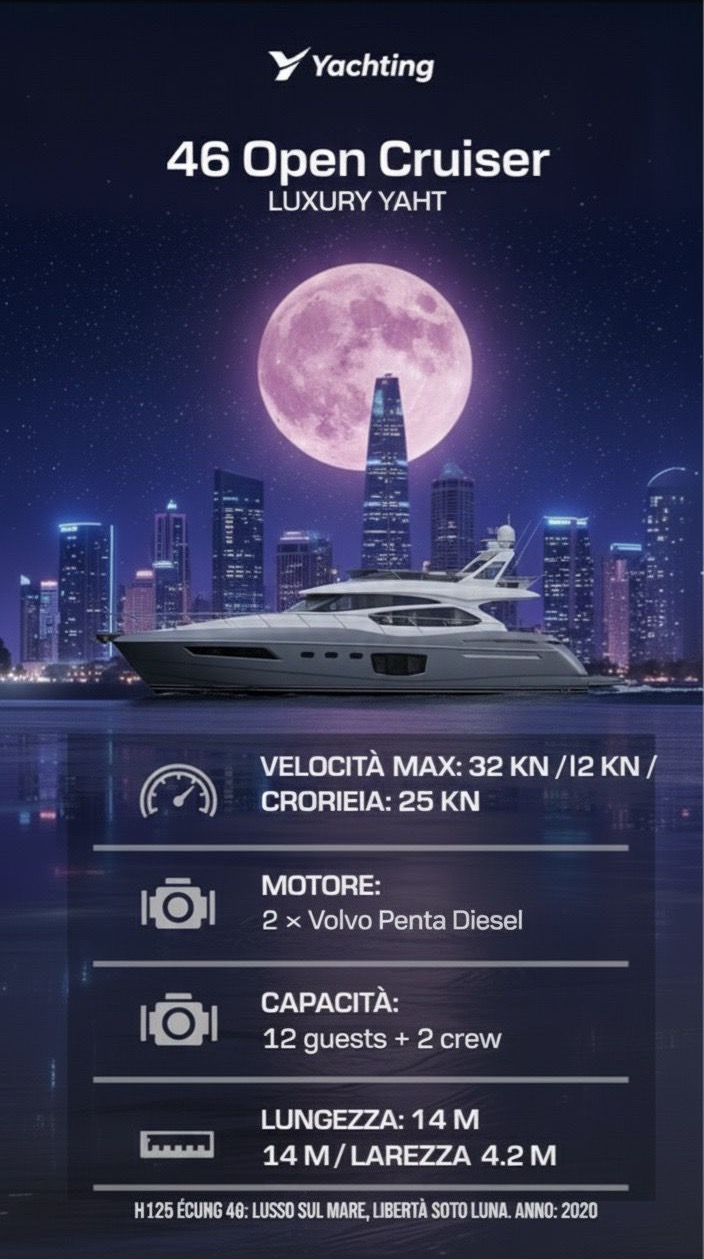 Yachting
46 Open Cruiser
LUXURY YAHT
VELOCITÀ MAX: 32 KN / l2 KN /
CRORIEIA: 25 KN
MOTORE:
2 × Volvo Penta Diesel
CAPACITÀ:
12 guests + 2 crew
LUNGEZZA: 14 M
14 M / LAREZZA 4.2 M
H125 ÉCUNG 48: LUSSO SUL MARE, LIBERTÀ SOTO LUNA. ANNO: 2020